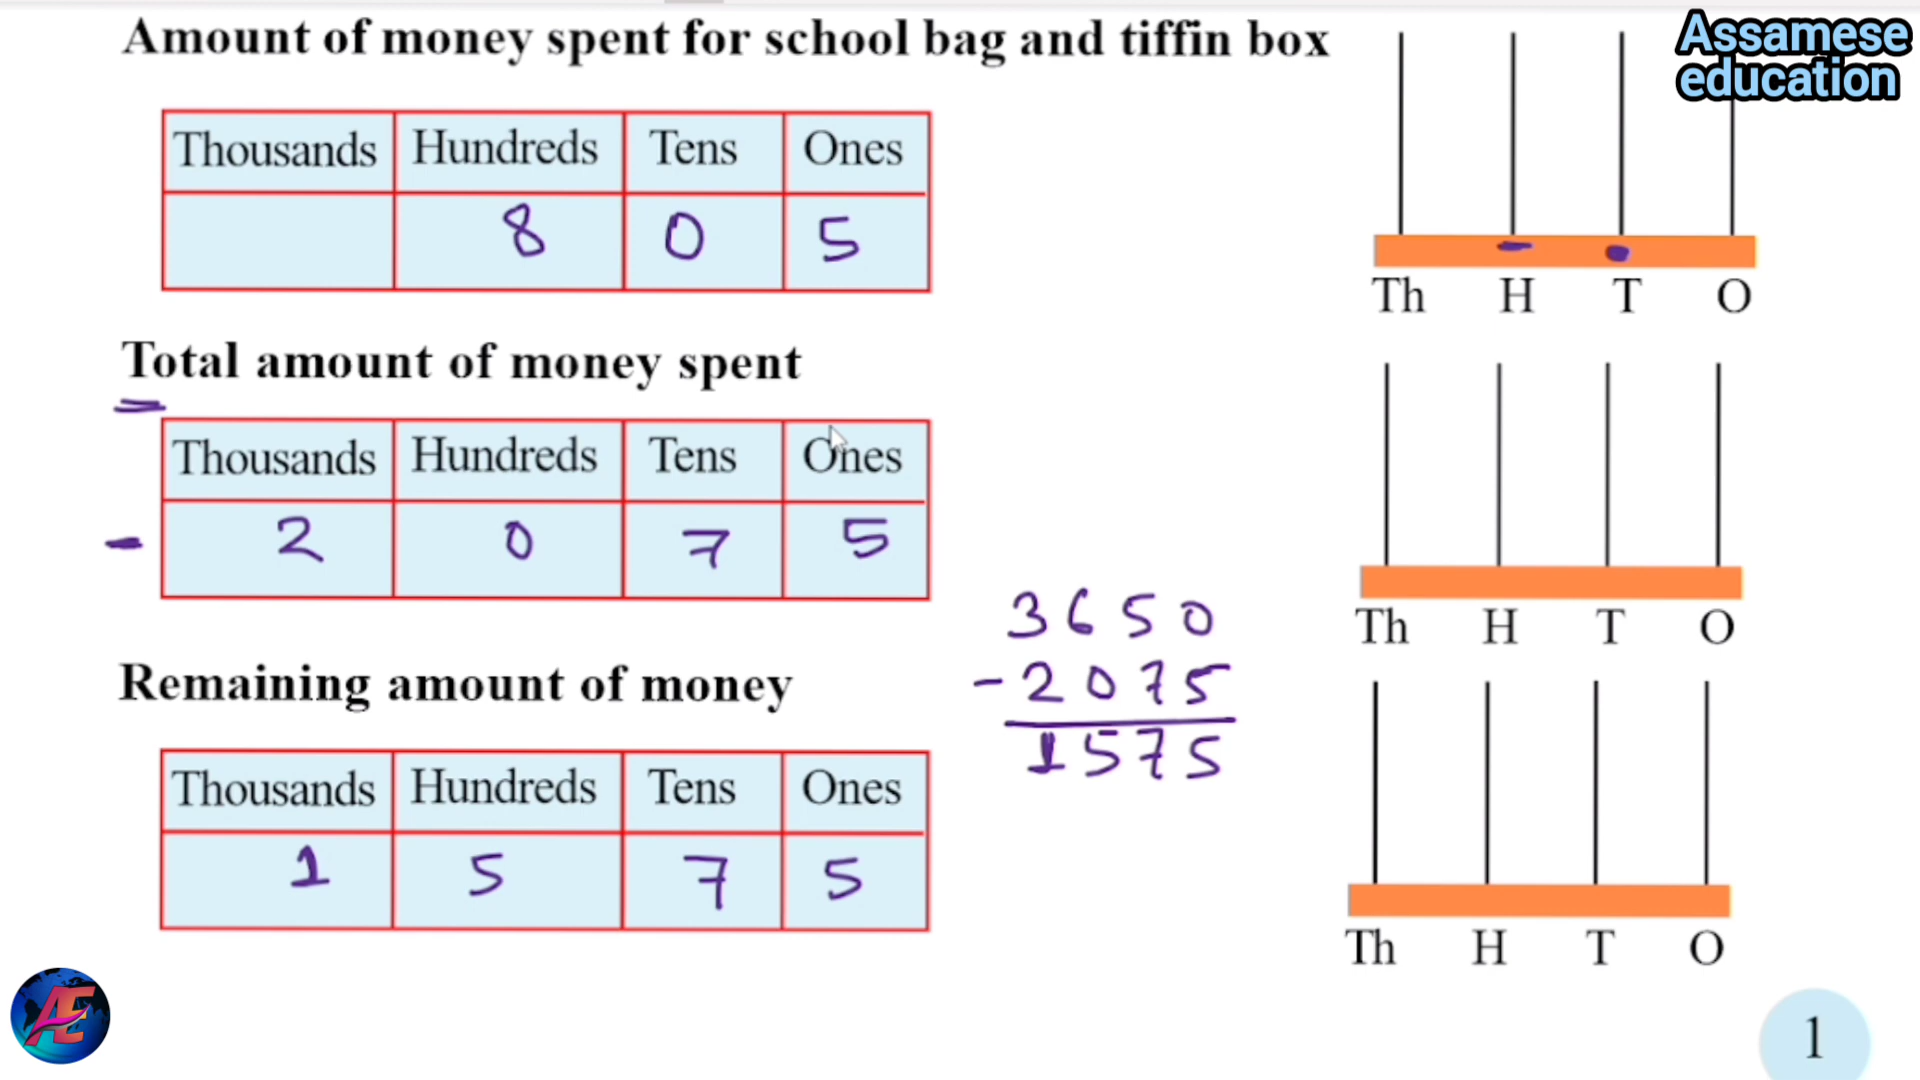 Amount of money spent for school bag and tiffin box
Assamese
education
Thousands Hundreds Tens Ones
8 0 5
Th H T O
Total amount of money spent
Thousands Hundreds Tens Ones
- 2 0 7 5
Th H T O
3650
-2075
1575
Remaining amount of money
Thousands Hundreds Tens Ones
1 5 7 5
Th H T O
Æ
1